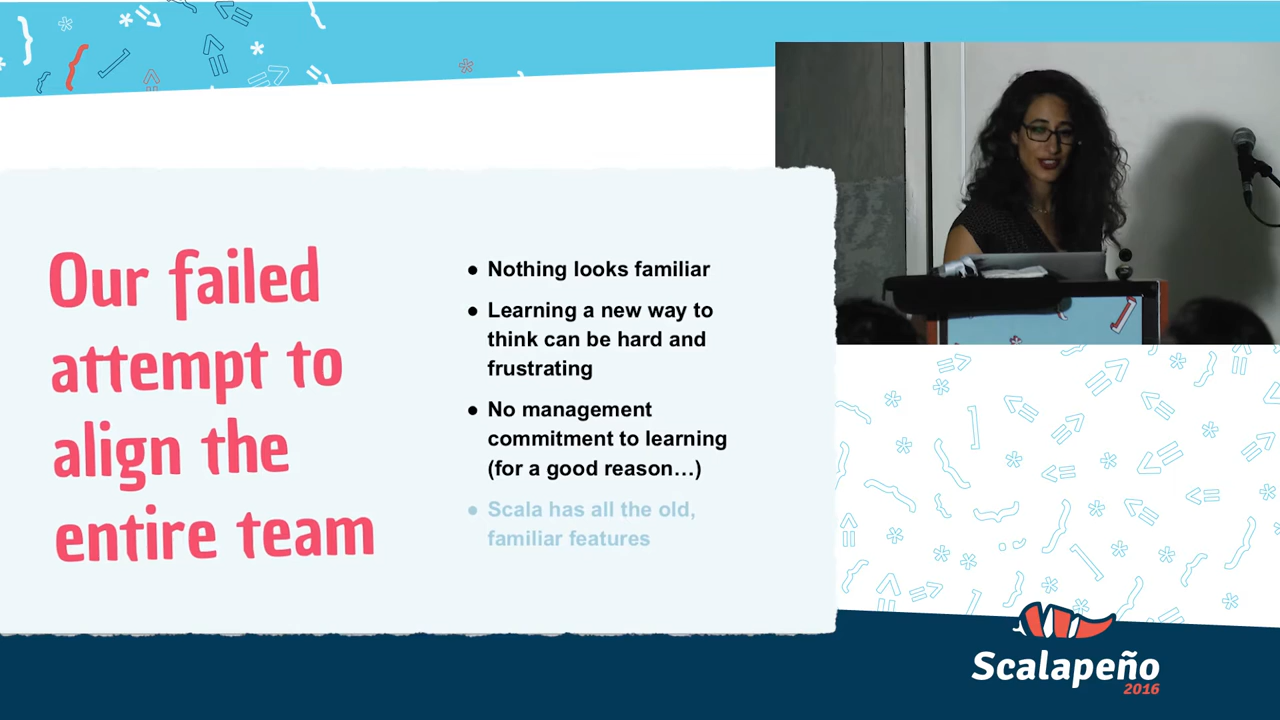 Our failed
attempt to
align the
entire team
● Nothing looks familiar
● Learning a new way to
think can be hard and
frustrating
● No management
commitment to learning
(for a good reason...)
● Scala has all the old,
familiar features
Scalapeño
2016